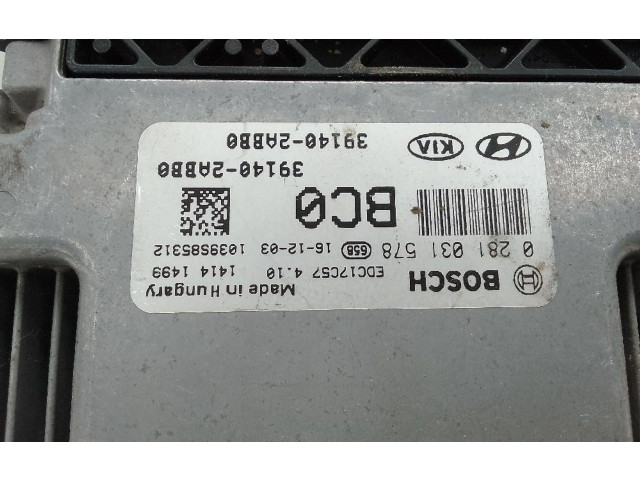 BOSCH
Made in Hungary
EDC17C57 4.10 1414 1499
0 281 031 578 65B 16-12-03 1039S85312
BC0
KIA
39140-2ABB0
39140-2ABB0